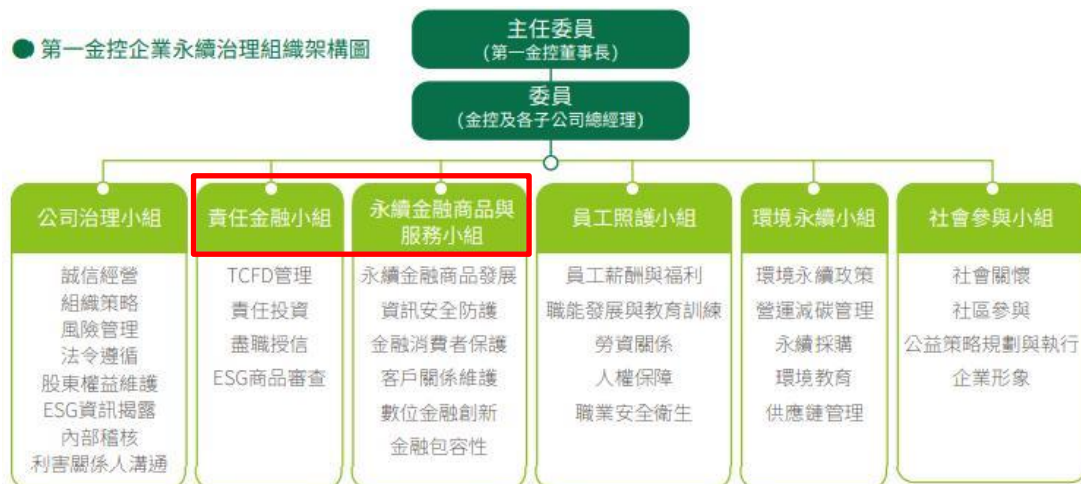 ● 第一金控企業永續治理組織架構圖
主任委員
(第一金控董事長)
委員
(金控及各子公司總經理)
公司治理小組
誠信經營
組織策略
風險管理
法令遵循
股東權益維護
ESG資訊揭露
內部稽核
利害關係人溝通
責任金融小組
TCFD管理
責任投資
盡職授信
ESG商品審查
永續金融商品與
服務小組
永續金融商品發展
資訊安全防護
金融消費者保護
客戶關係維護
數位金融創新
金融包容性
員工照護小組
員工薪酬與福利
職能發展與教育訓練
勞資關係
人權保障
職業安全衛生
環境永續小組
環境永續政策
營運減碳管理
永續採購
環境教育
供應鏈管理
社會參與小組
社會關懷
社區參與
公益策略規劃與執行
企業形象